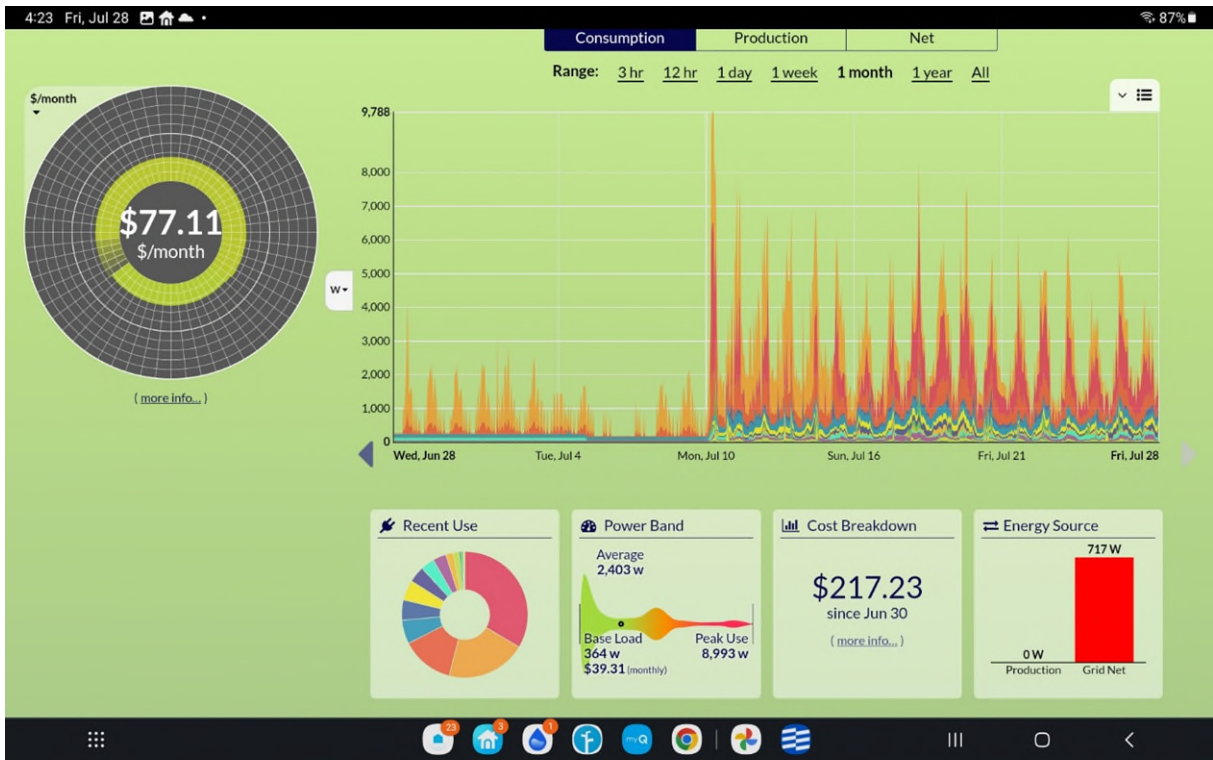 4:23 Fri, Jul 28
87%
Consumption Production Net
Range: 3 hr 12 hr 1 day 1 week 1 month 1 year All
$/month
$77.11
$/month
( more info... )
W
9,788
8,000
7,000
6,000
5,000
4,000
3,000
2,000
1,000
0
Wed, Jun 28 Tue, Jul 4 Mon, Jul 10 Sun, Jul 16 Fri, Jul 21 Fri, Jul 28
Recent Use
Power Band
Average
2,403 w
Base Load
364 w
$39.31 (monthly)
Peak Use
8,993 w
Cost Breakdown
$217.23
since Jun 30
( more info... )
Energy Source
717 W
0 W
Production Grid Net
23
3
1
myQ